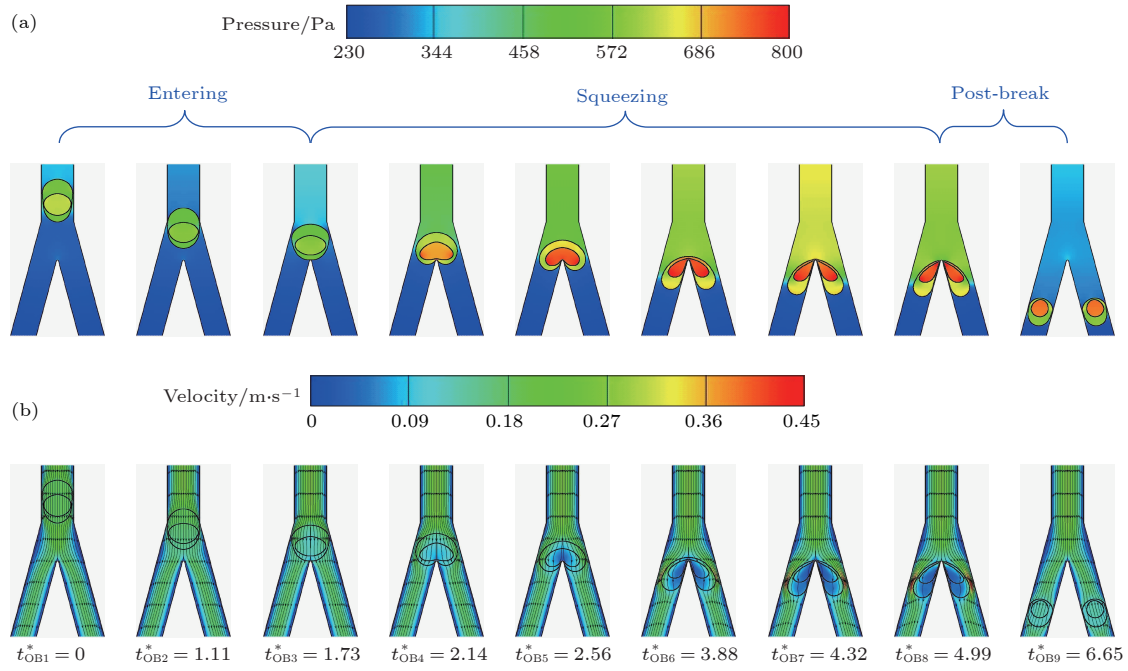 (a)
Pressure/Pa
230 344 458 572 686 800
Entering Squeezing Post-break
(b)
Velocity/m·s⁻¹
0 0.09 0.18 0.27 0.36 0.45
t*OB1 = 0 t*OB2 = 1.11 t*OB3 = 1.73 t*OB4 = 2.14 t*OB5 = 2.56 t*OB6 = 3.88 t*OB7 = 4.32 t*OB8 = 4.99 t*OB9 = 6.65